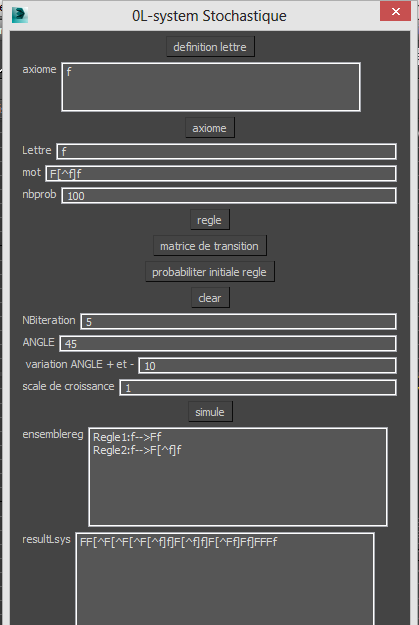 0L-system Stochastique
definition lettre
axiome f
axiome
Lettre f
mot F[^f]f
nbprob 100
regle
matrice de transition
probabiliter initiale regle
clear
NBiteration 5
ANGLE 45
variation ANGLE + et - 10
scale de croissance 1
simule
ensemblereg Regle1:f-->Ff
Regle2:f-->F[^f]f
resultLsys FF[^F[^F[^F[^f]f]F[^f]f]F[^Ff]Ff]FFFf